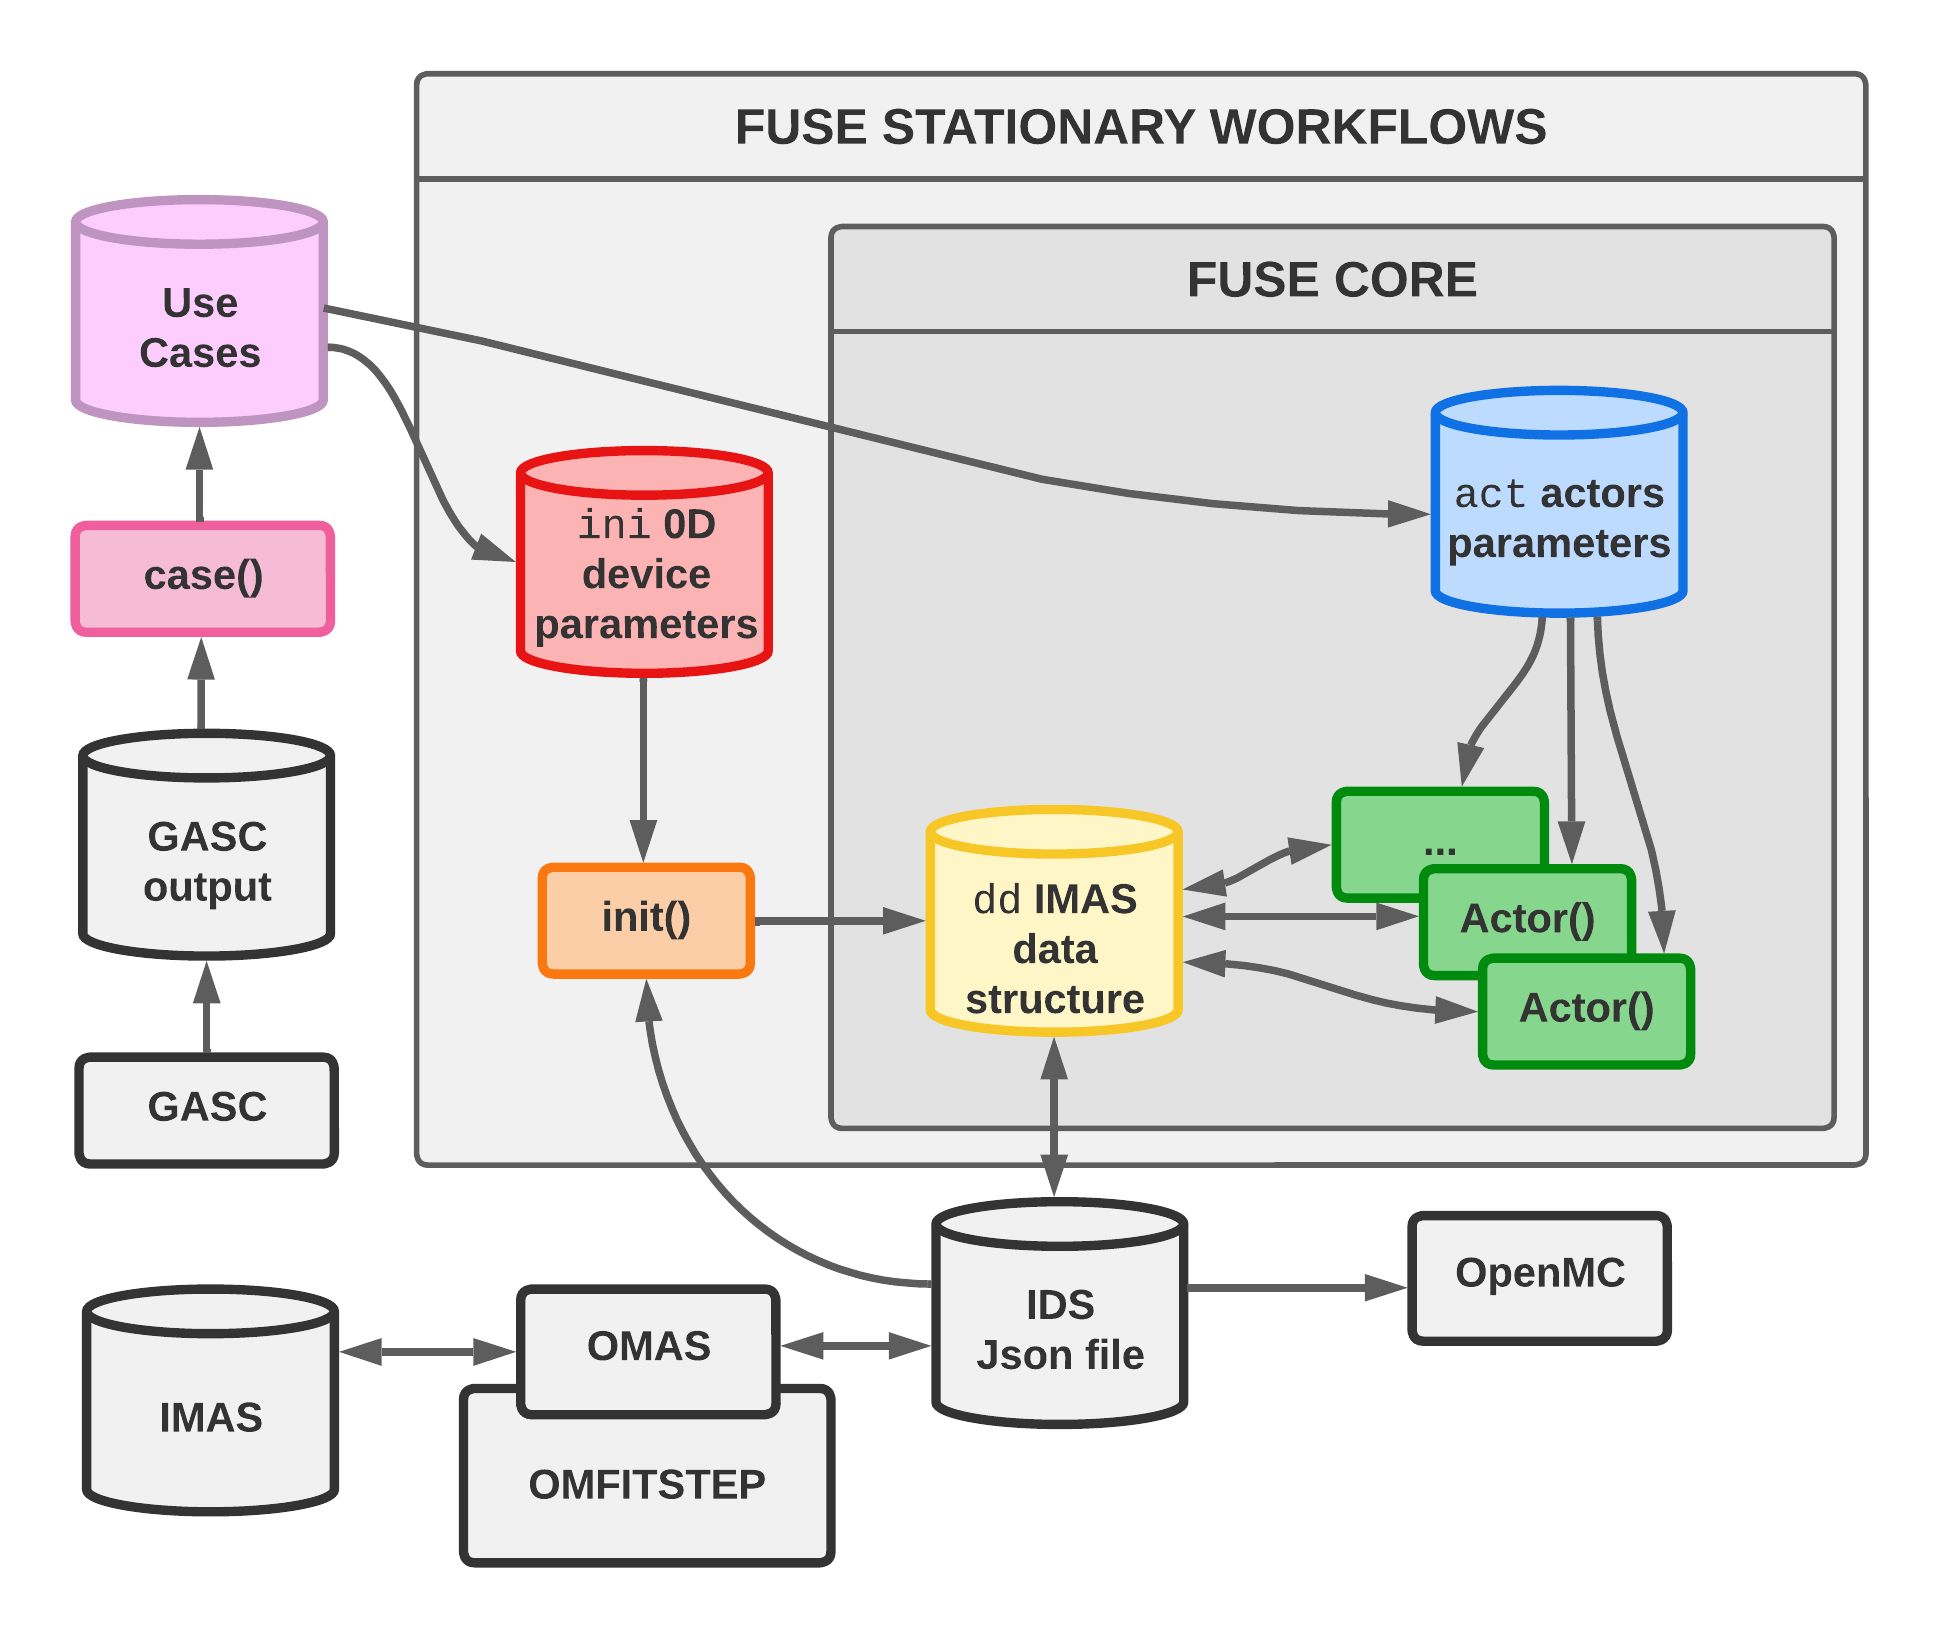 FUSE STATIONARY WORKFLOWS
FUSE CORE
Use
Cases
case()
GASC
output
GASC
ini 0D
device
parameters
init()
act actors
parameters
dd IMAS
data
structure
...
Actor()
Actor()
IMAS
OMAS
OMFITSTEP
IDS
Json file
OpenMC